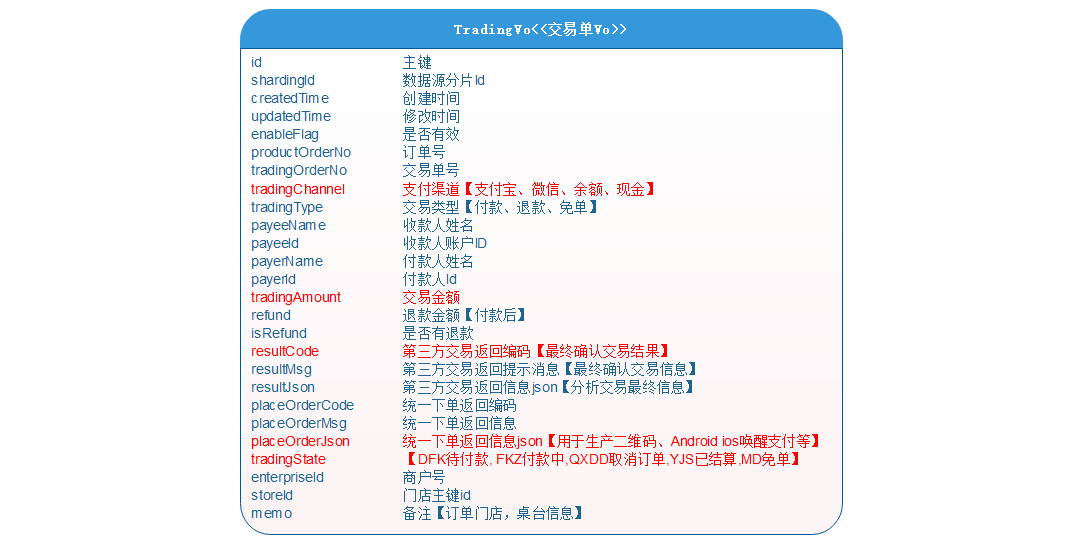 TradingVo<<交易单Vo>>
id 主键
shardingId 数据源分片Id
createdTime 创建时间
updatedTime 修改时间
enableFlag 是否有效
productOrderNo 订单号
tradingOrderNo 交易单号
tradingChannel 支付渠道【支付宝、微信、余额、现金】
tradingType 交易类型【付款、退款、免单】
payeeName 收款人姓名
payeeId 收款人账户ID
payerName 付款人姓名
payerId 付款人Id
tradingAmount 交易金额
refund 退款金额【付款后】
isRefund 是否有退款
resultCode 第三方交易返回编码【最终确认交易结果】
resultMsg 第三方交易返回提示消息【最终确认交易信息】
resultJson 第三方交易返回信息json【分析交易最终信息】
placeOrderCode 统一下单返回编码
placeOrderMsg 统一下单返回信息
placeOrderJson 统一下单返回信息json【用于生产二维码、Android ios唤醒支付等】
tradingState 【DFK待付款, FKZ付款中,QXDD取消订单,YJS已结算,MD免单】
enterpriseId 商户号
storeId 门店主键id
memo 备注【订单门店，桌台信息】